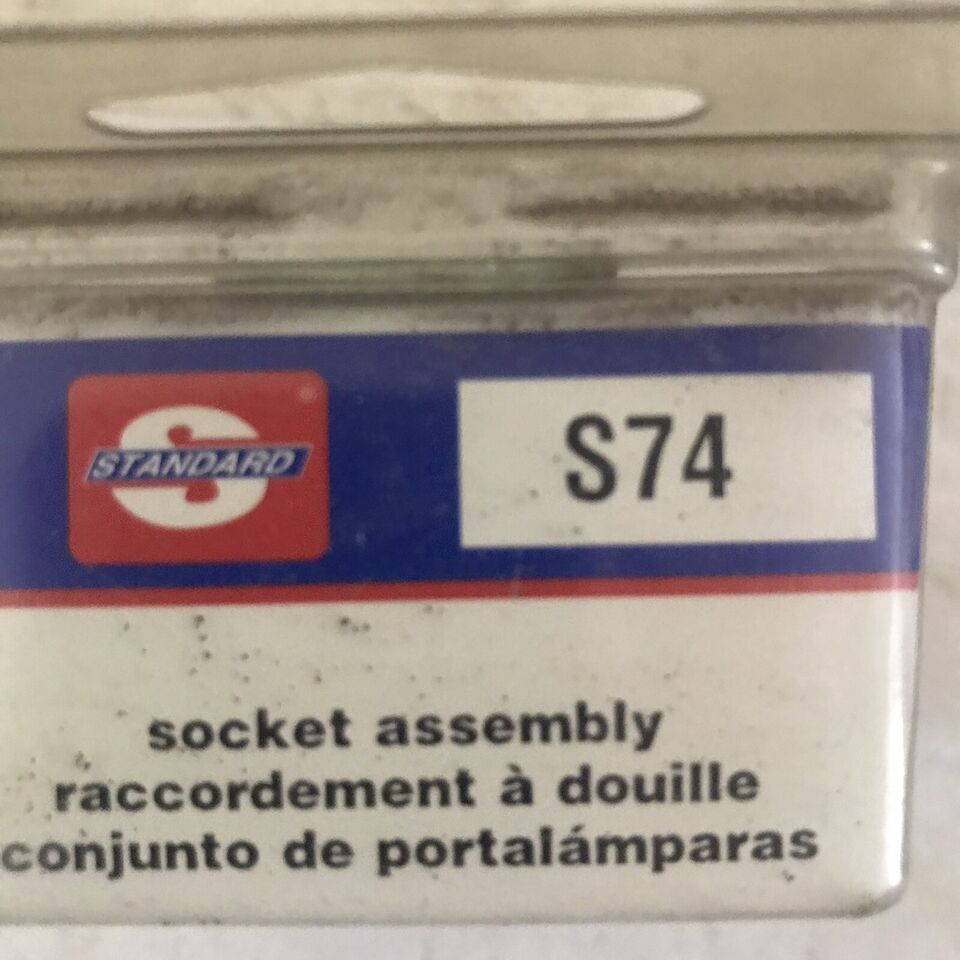 STANDARD
S74
socket assembly
raccordement à douille
conjunto de portalámparas